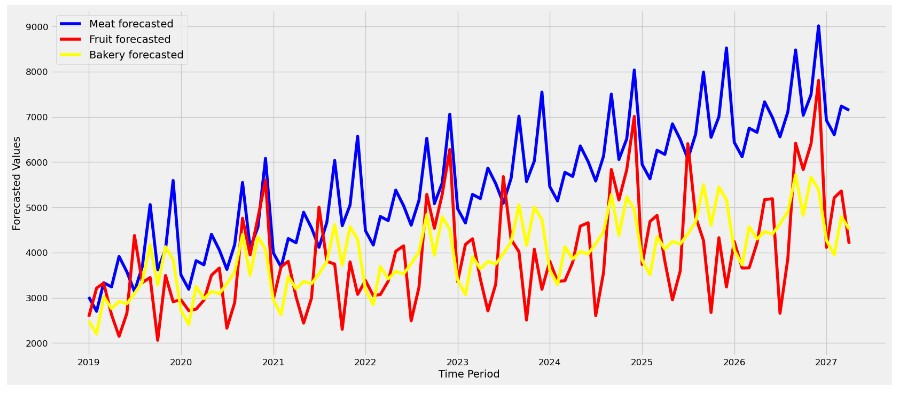 Meat forecasted
Fruit forecasted
Bakery forecasted
Forecasted Values
9000
8000
7000
6000
5000
4000
3000
2000
2019 2020 2021 2022 2023 2024 2025 2026 2027
Time Period